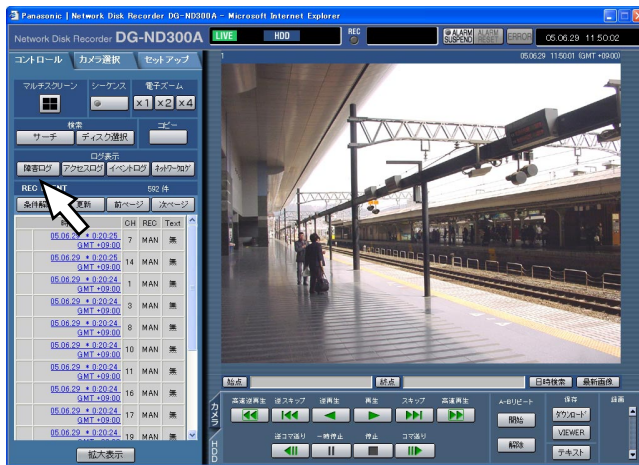 Panasonic | Network Disk Recorder DG-ND300A - Microsoft Internet Explorer
Network Disk Recorder DG-ND300A
LIVE HDD REC ALARM SUSPEND ALARM RESET ERROR 05.06.29 11:50:02
コントロール カメラ選択 セットアップ
1 05.06.29 11:50:01 (GMT +09:00)
マルチスクリーン シーケンス 電子ズーム
x1 x2 x4
検索 コピー
サーチ ディスク選択
ログ表示
障害ログ アクセスログ イベントログ ネットワークログ
REC 592 件
更新 前ページ 次ページ
CH REC Text
05.06.29 * 0:20:25 GMT +09:00 7 MAN 無
05.06.29 * 0:20:25 GMT +09:00 14 MAN 無
05.06.29 * 0:20:24 GMT +09:00 1 MAN 無
05.06.29 * 0:20:24 GMT +09:00 3 MAN 無
05.06.29 * 0:20:24 GMT +09:00 8 MAN 無
05.06.29 * 0:20:24 GMT +09:00 10 MAN 無
05.06.29 * 0:20:24 GMT +09:00 11 MAN 無
05.06.29 * 0:20:24 GMT +09:00 16 MAN 無
05.06.29 * 0:20:24 GMT +09:00 17 MAN 無
05.06.29 * 0:20:24 19 MAN 無
拡大表示
始点 終点 日時検索 最新画像
カメラ
HDD
高速逆再生 逆スキップ 逆再生 再生 スキップ 高速再生
逆コマ送り 一時停止 停止 コマ送り
A-Bリピート
開始
解除
保存
ダウンロード
VIEWER
テキスト
録画